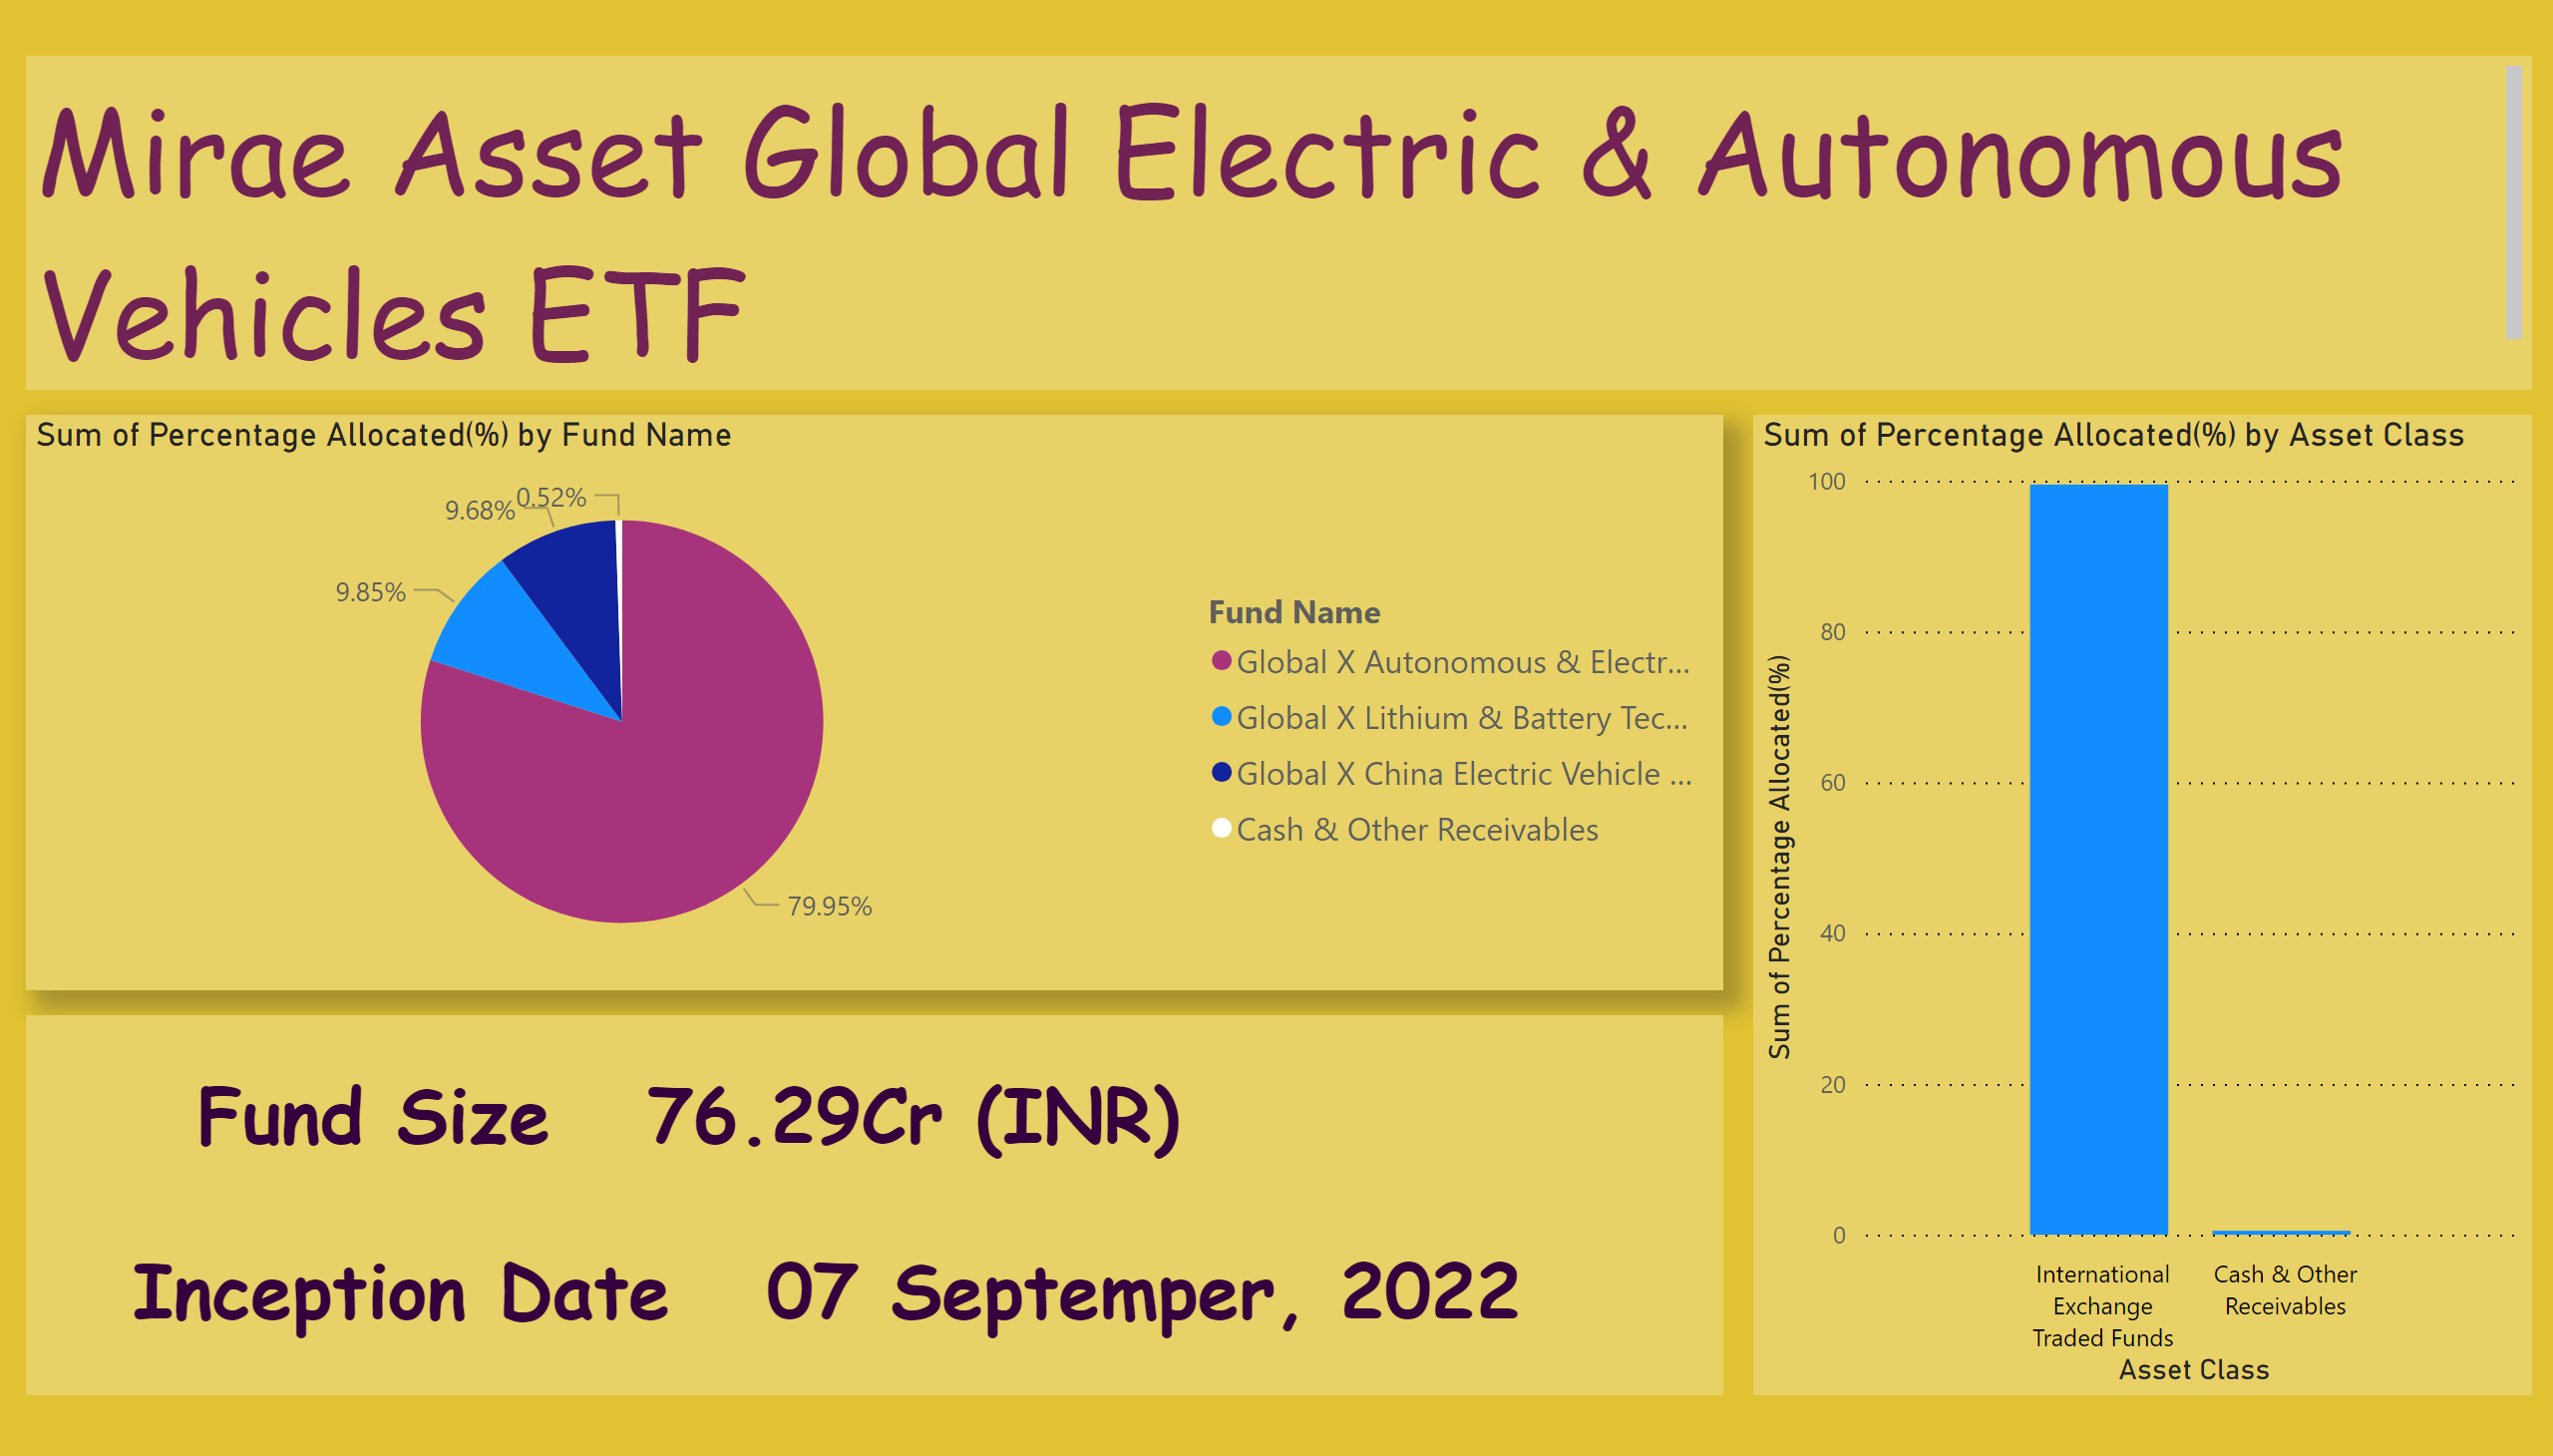 Mirae Asset Global Electric & Autonomous
Vehicles ETF
Sum of Percentage Allocated(%) by Fund Name
0.52%
9.68%
9.85%
79.95%
Fund Name
Global X Autonomous & Electr...
Global X Lithium & Battery Tec...
Global X China Electric Vehicle ...
Cash & Other Receivables
Sum of Percentage Allocated(%) by Asset Class
Sum of Percentage Allocated(%)
100
80
60
40
20
0
International
Exchange
Traded Funds
Cash & Other
Receivables
Asset Class
Fund Size 76.29Cr (INR)
Inception Date 07 Septemper, 2022